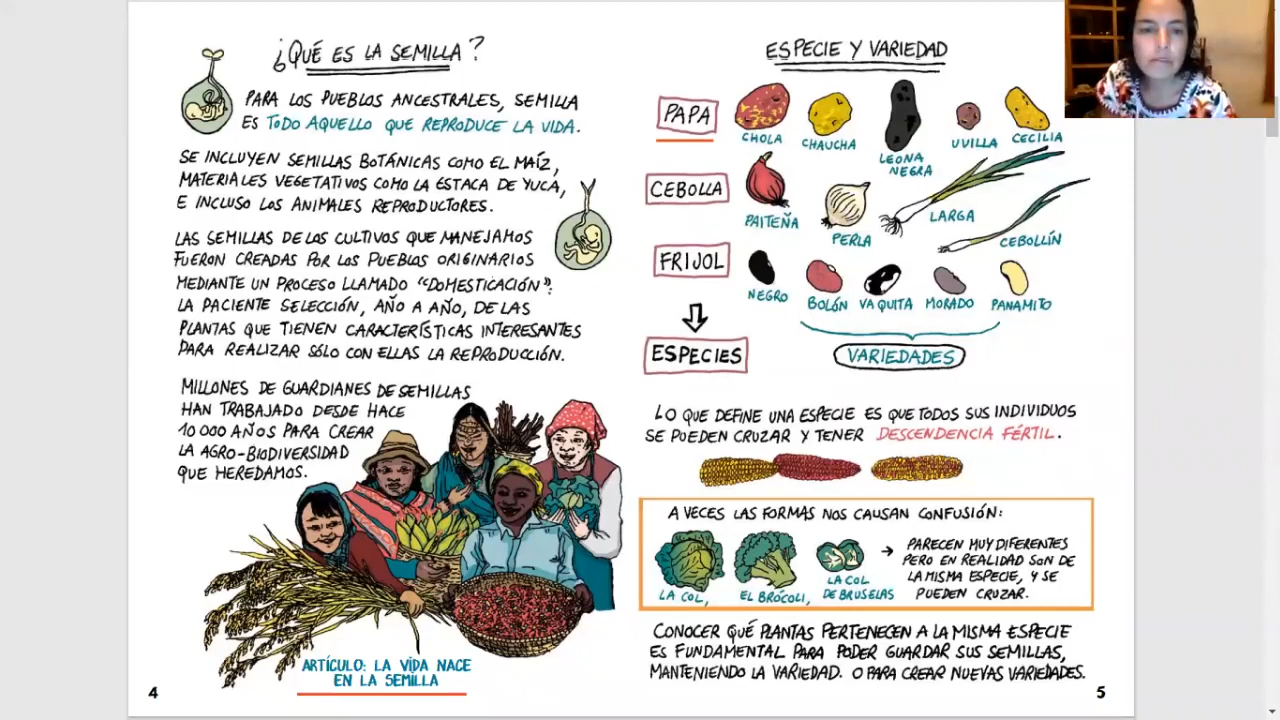 ¿QUÉ ES LA SEMILLA?
PARA LOS PUEBLOS ANCESTRALES, SEMILLA
ES TODO AQUELLO QUE REPRODUCE LA VIDA.
SE INCLUYEN SEMILLAS BOTÁNICAS COMO EL MAÍZ,
MATERIALES VEGETATIVOS COMO LA ESTACA DE YUCA,
E INCLUSO LOS ANIMALES REPRODUCTORES.
LAS SEMILLAS DE LOS CULTIVOS QUE MANEJAMOS
FUERON CREADAS POR LOS PUEBLOS ORIGINARIOS
MEDIANTE UN PROCESO LLAMADO "DOMESTICACIÓN":
LA PACIENTE SELECCIÓN, AÑO A AÑO, DE LAS
PLANTAS QUE TIENEN CARACTERÍSTICAS INTERESANTES
PARA REALIZAR SÓLO CON ELLAS LA REPRODUCCIÓN.
MILLONES DE GUARDIANES DE SEMILLAS
HAN TRABAJADO DESDE HACE
10 000 AÑOS PARA CREAR
LA AGRO-BIODIVERSIDAD
QUE HEREDAMOS.
ARTÍCULO: LA VIDA NACE
EN LA SEMILLA
4
ESPECIE Y VARIEDAD
PAPA
CHOLA
CHAUCHA
LEONA
NEGRA
UVILLA
CECILIA
CEBOLLA
PAITEÑA
PERLA
LARGA
CEBOLLÍN
FRIJOL
NEGRO
BOLÓN
VAQUITA
MORADO
PANAMITO
ESPECIES
VARIEDADES
LO QUE DEFINE UNA ESPECIE ES QUE TODOS SUS INDIVIDUOS
SE PUEDEN CRUZAR Y TENER DESCENDENCIA FÉRTIL.
A VECES LAS FORMAS NOS CAUSAN CONFUSIÓN:
LA COL,
EL BRÓCOLI,
LA COL
DE BRUSELAS
PARECEN MUY DIFERENTES
PERO EN REALIDAD SON DE
LA MISMA ESPECIE, Y SE
PUEDEN CRUZAR.
CONOCER QUÉ PLANTAS PERTENECEN A LA MISMA ESPECIE
ES FUNDAMENTAL PARA PODER GUARDAR SUS SEMILLAS,
MANTENIENDO LA VARIEDAD. O PARA CREAR NUEVAS VARIEDADES.
5